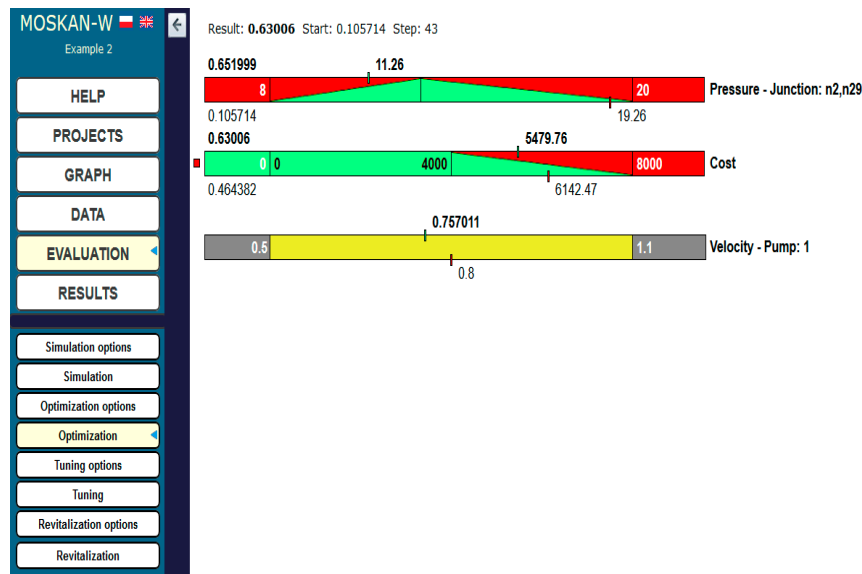 MOSKAN-W
Example 2
HELP
PROJECTS
GRAPH
DATA
EVALUATION
RESULTS
Simulation options
Simulation
Optimization options
Optimization
Tuning options
Tuning
Revitalization options
Revitalization
Result: 0.63006 Start: 0.105714 Step: 43
0.651999 11.26
8 20 Pressure - Junction: n2,n29
0.105714 19.26
0.63006 5479.76
0 0 4000 8000 Cost
0.464382 6142.47
0.757011
0.5 1.1 Velocity - Pump: 1
0.8